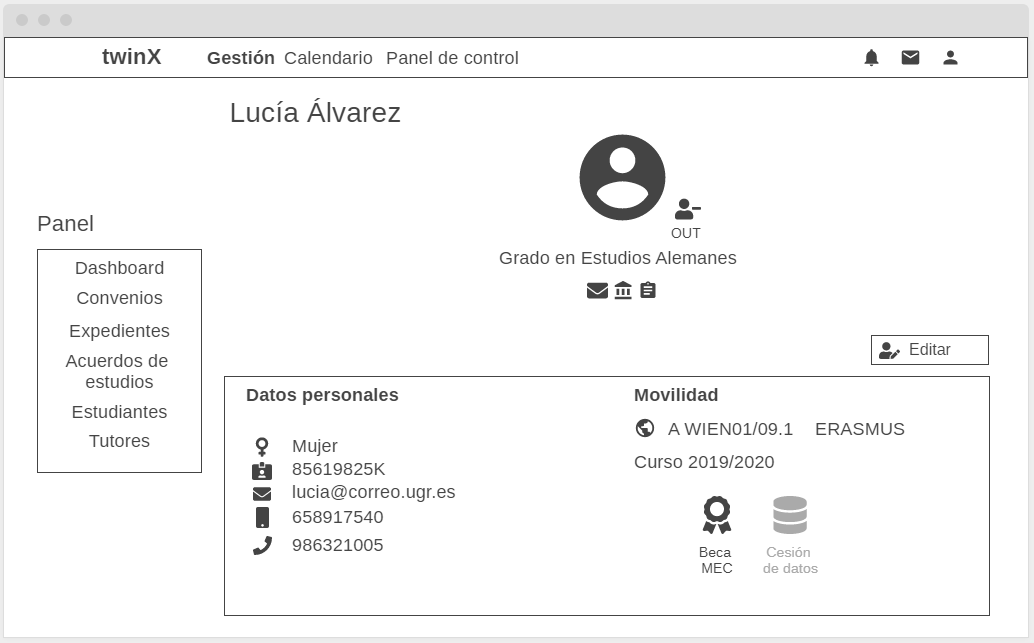 twinX Gestión Calendario Panel de control
Lucía Álvarez
OUT
Grado en Estudios Alemanes
Panel
Dashboard
Convenios
Expedientes
Acuerdos de
estudios
Estudiantes
Tutores
Editar
Datos personales
Mujer
85619825K
lucia@correo.ugr.es
658917540
986321005
Movilidad
A WIEN01/09.1 ERASMUS
Curso 2019/2020
Beca
MEC
Cesión
de datos